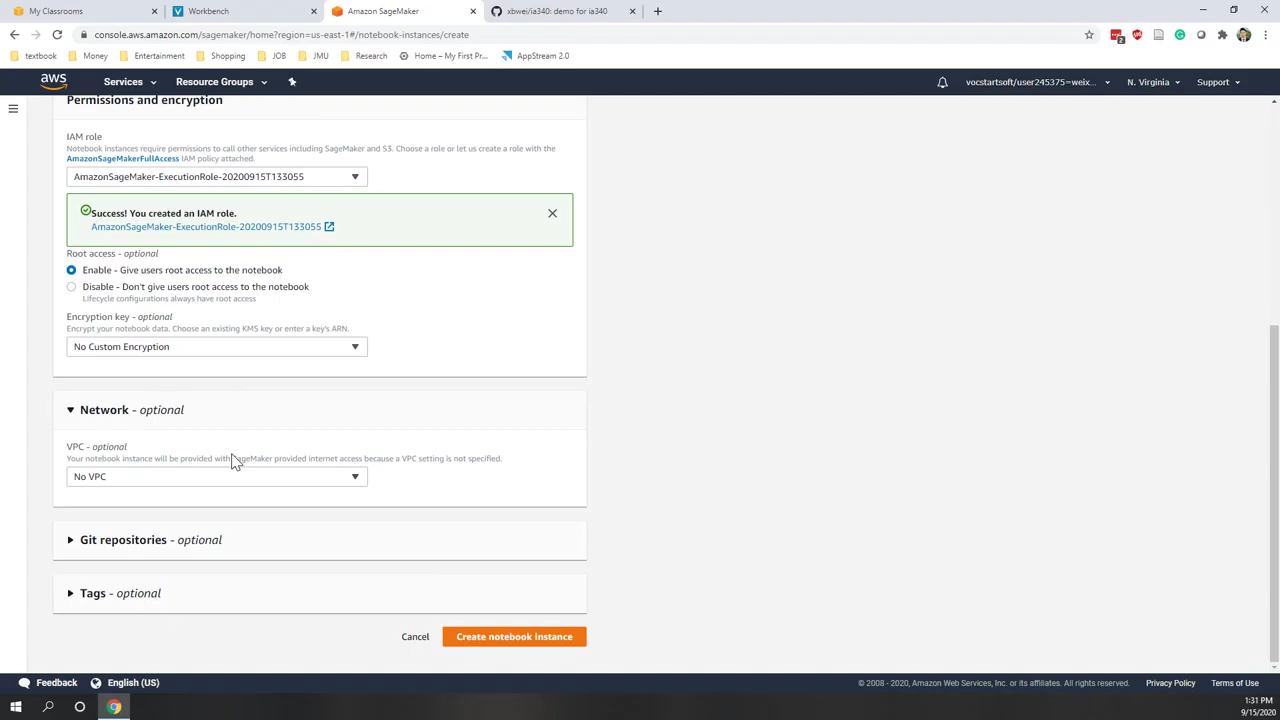 My Classrooms
Workbench
Amazon SageMaker
xbwei/ia340: demo for ia340
console.aws.amazon.com/sagemaker/home?region=us-east-1#/notebook-instances/create
textbook
Money
Entertainment
Shopping
JOB
JMU
Research
Home – My First Pr...
AppStream 2.0
aws
Services
Resource Groups
vocstartsoft/user245375=weix...
N. Virginia
Support
Permissions and encryption
IAM role
Notebook instances require permissions to call other services including SageMaker and S3. Choose a role or let us create a role with the
AmazonSageMakerFullAccess IAM policy attached.
AmazonSageMaker-ExecutionRole-20200915T133055
Success! You created an IAM role.
AmazonSageMaker-ExecutionRole-20200915T133055
Root access - optional
Enable - Give users root access to the notebook
Disable - Don't give users root access to the notebook
Lifecycle configurations always have root access
Encryption key - optional
Encrypt your notebook data. Choose an existing KMS key or enter a key's ARN.
No Custom Encryption
Network - optional
VPC - optional
Your notebook instance will be provided with SageMaker provided internet access because a VPC setting is not specified.
No VPC
Git repositories - optional
Tags - optional
Cancel
Create notebook instance
Feedback
English (US)
© 2008 - 2020, Amazon Web Services, Inc. or its affiliates. All rights reserved.
Privacy Policy
Terms of Use
1:31 PM
9/15/2020